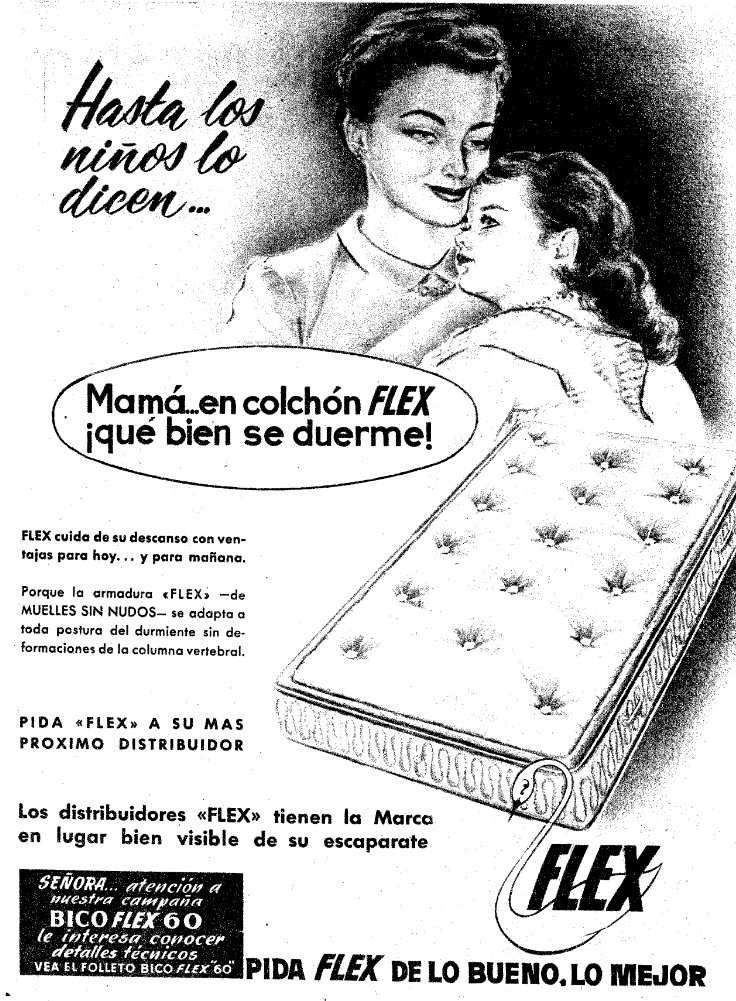 Hasta los
niños lo
dicen...
Mamá...en colchón FLEX
¡qué bien se duerme!
FLEX cuida de su descanso con ven-
tajas para hoy... y para mañana.
Porque la armadura «FLEX» —de
MUELLES SIN NUDOS— se adapta a
toda postura del durmiente sin de-
formaciones de la columna vertebral.
PIDA «FLEX» A SU MAS
PROXIMO DISTRIBUIDOR
Los distribuidores «FLEX» tienen la Marca
en lugar bien visible de su escaparate
FLEX
SEÑORA... atención a
nuestra campaña
BICO FLEX 60
le interesa conocer
detalles técnicos
VEA EL FOLLETO BICO FLEX "60"
PIDA FLEX DE LO BUENO, LO MEJOR